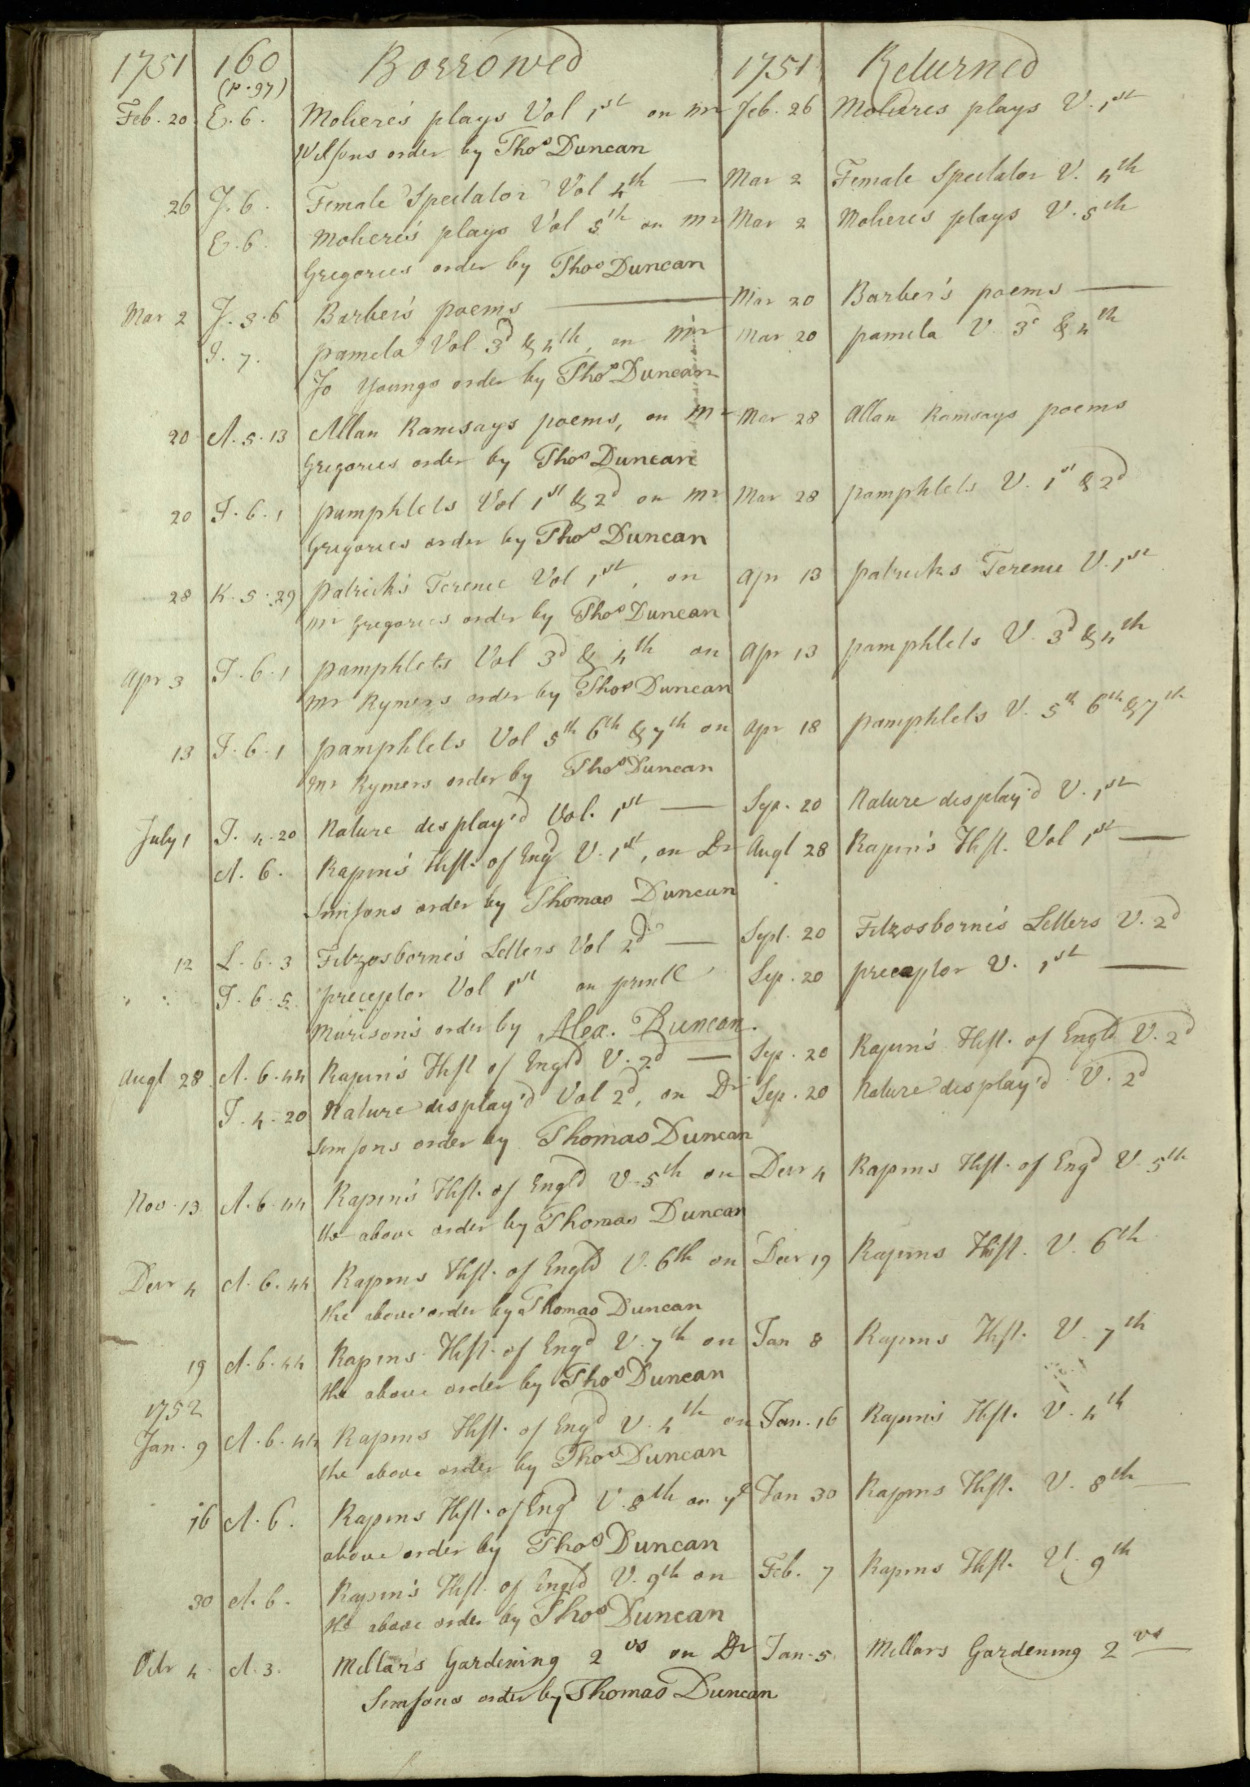 1751 160 Borrowed 1751 Returned
(p. 97)
Feb. 20 E. 6. Moliere's plays Vol 1st on Mr Feb. 26 Molieres plays V. 1st
Wilsons order by Thos Duncan
26 J. 6. Female Spectator Vol 4th — Mar 2 Female Spectator V. 4th
E. 6. Moliere's plays Vol 5th on Mr Mar 2 Molieres plays V. 5th
Gregories order by Thos Duncan
Mar 2 J. 3. 6 Barber's poems — Mar 20 Barber's poems —
J. 7. pamela Vol 3d & 4th, on Mr Mar 20 pamela V. 3d & 4th
Jo Youngs order by Thos Duncan
20 A. 5. 13 Allan Ramsays poems, on Mr Mar 28 Allan Ramsays poems
Gregories order by Thos Duncan
20 J. 6. 1 pamphlets Vol 1st & 2d on Mr Mar 28 pamphlets V. 1st & 2d
Gregories order by Thos Duncan
28 K. 5. 29 patrick's Terence Vol 1st, on Apr 13 patricks Terence V. 1st
Mr Gregories order by Thos Duncan
Apr 3 J. 6. 1 pamphlets Vol 3d & 4th on Apr 13 pamphlets V. 3d & 4th
Mr Rymers order by Thos Duncan
13 J. 6. 1 pamphlets Vol 5th 6th & 7th on Apr 18 pamphlets V. 5th 6th & 7th
Mr Rymers order by Thos Duncan
July 1 J. 4. 20 Nature display'd Vol. 1st — Sep. 20 Nature display'd V. 1st
A. 6. Rapin's Hist. of Engd V. 1st, on Dr Augt 28 Rapin's Hist. Vol 1st —
Simsons order by Thomas Duncan
12 L. 6. 3 Fitzosborne's Letters Vol 2d — Sept. 20 Fitzosborne's Letters V. 2d
" " J. 6. 5. preceptor Vol 1st on princll Sep. 20 preceptor V. 1st —
Murison's order by Alexr. Duncan.
Augt 28 A. 6. 44 Rapin's Hist of Engld V. 2d — Sep. 20 Rapin's Hist. of Engld V. 2d
J. 4. 20 Nature display'd Vol 2d, on Dr Sep. 20 Nature display'd V. 2d
Simsons order by Thomas Duncan
Nov. 13 A. 6. 44 Rapin's Hist. of Engld V. 5th on Decr 4 Rapins Hist. of Engd V. 5th
the above order by Thomas Duncan
Decr 4 A. 6. 44 Rapins Hist. of Engld V. 6th on Decr 19 Rapins Hist. V. 6th
the above order by Thomas Duncan
19 A. 6. 44 Rapins Hist. of Engd V. 7th on Jan 8 Rapins Hist. V. 7th
the above order by Thos Duncan
1752
Jan. 9 A. 6. 44 Rapins Hist. of Engd V. 4th on Jan. 16 Rapin's Hist. V. 4th
the above order by Thos Duncan
16 A. 6. Rapins Hist. of Engd V. 8th on ye Jan 30 Rapins Hist. V. 8th —
above order by Thos Duncan
30 A. 6. Rapin's Hist. of Engld V. 9th on Feb. 7 Rapins Hist. V. 9th
the above order by Thos Duncan
Octr 4 A. 3. Millar's Gardening 2 vs on Dr Jan. 5 Millars Gardening 2 vs —
Simsons order by Thomas Duncan